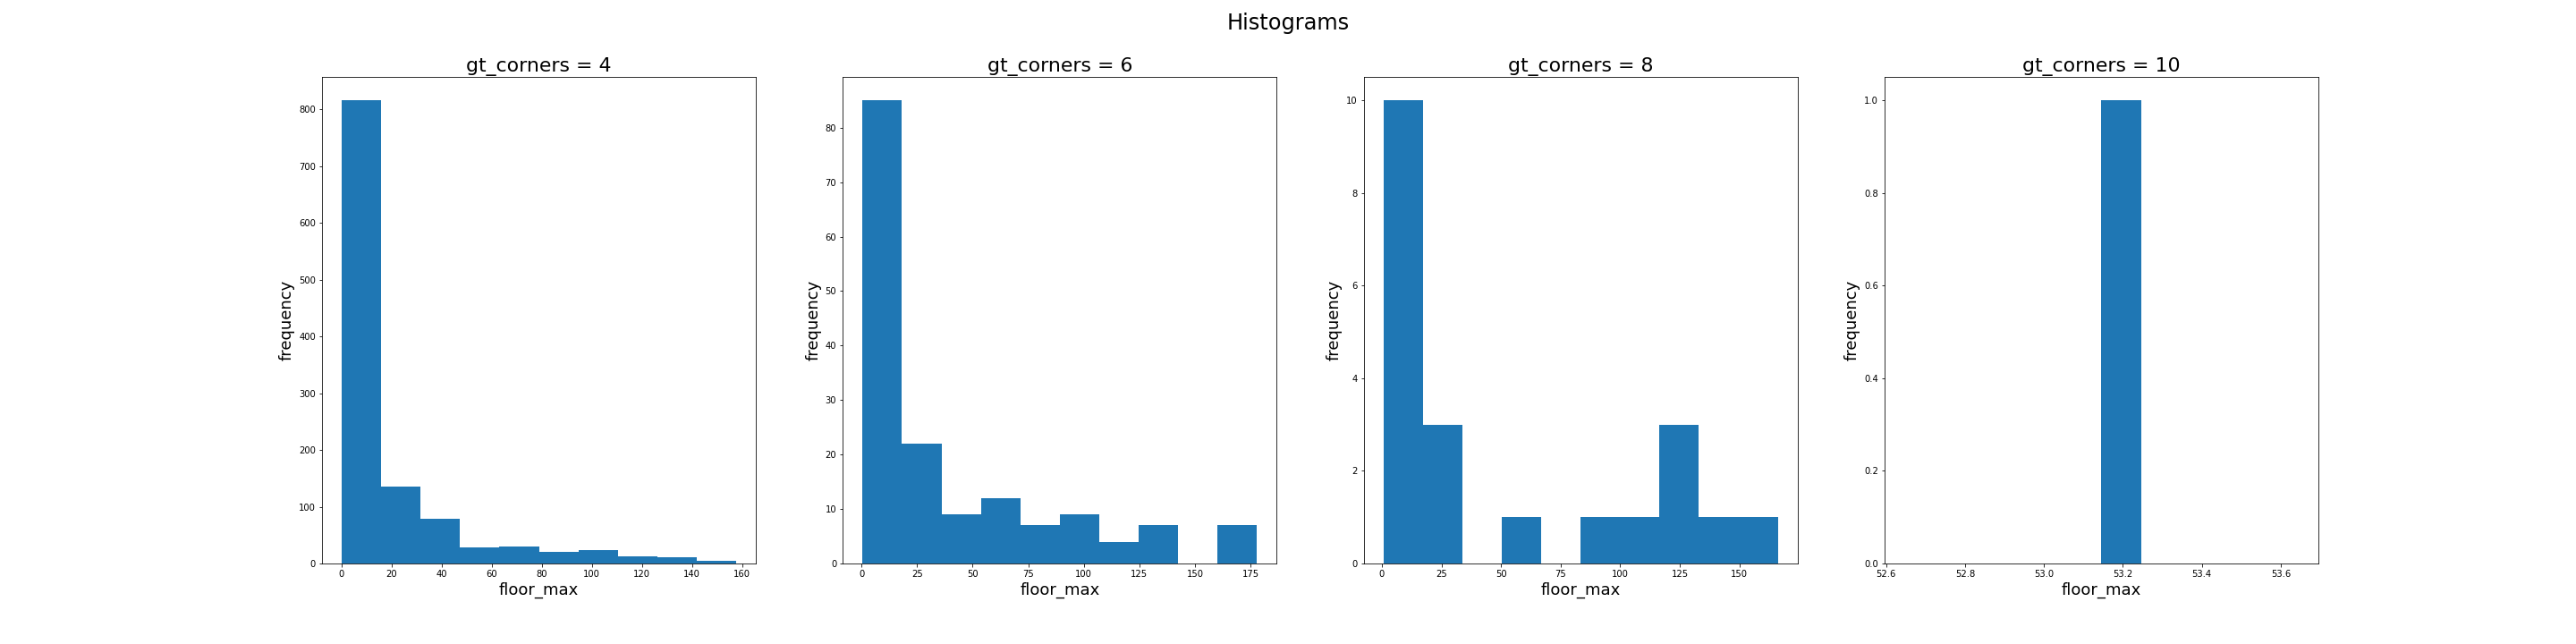 Histograms
gt_corners = 4
800
700
600
500
400
300
200
100
0
frequency
0 20 40 60 80 100 120 140 160
floor_max
gt_corners = 6
80
70
60
50
40
30
20
10
0
frequency
0 25 50 75 100 125 150 175
floor_max
gt_corners = 8
10
8
6
4
2
0
frequency
0 25 50 75 100 125 150
floor_max
gt_corners = 10
1.0
0.8
0.6
0.4
0.2
0.0
frequency
52.6 52.8 53.0 53.2 53.4 53.6
floor_max